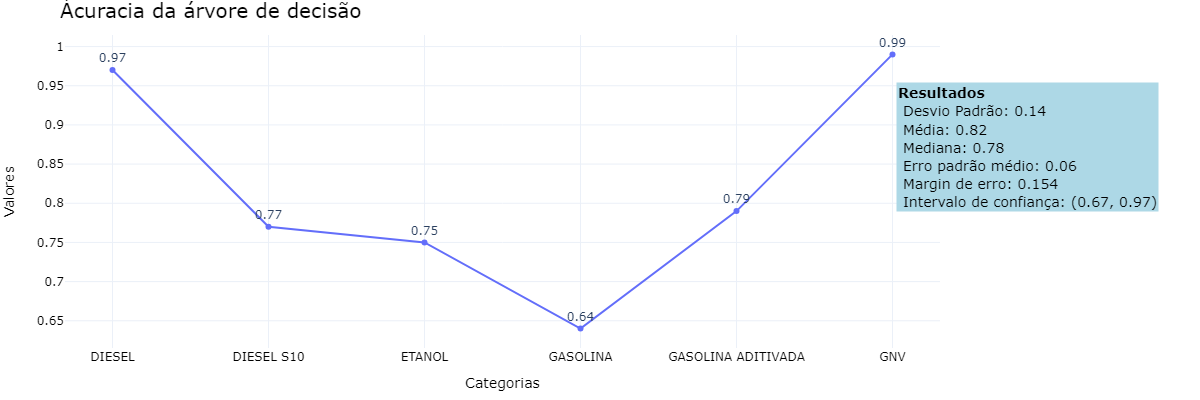 Acuracia da árvore de decisão
Valores
1
0.95
0.9
0.85
0.8
0.75
0.7
0.65
0.97
0.77
0.75
0.64
0.79
0.99
DIESEL
DIESEL S10
ETANOL
GASOLINA
GASOLINA ADITIVADA
GNV
Categorias
Resultados
Desvio Padrão: 0.14
Média: 0.82
Mediana: 0.78
Erro padrão médio: 0.06
Margin de erro: 0.154
Intervalo de confiança: (0.67, 0.97)